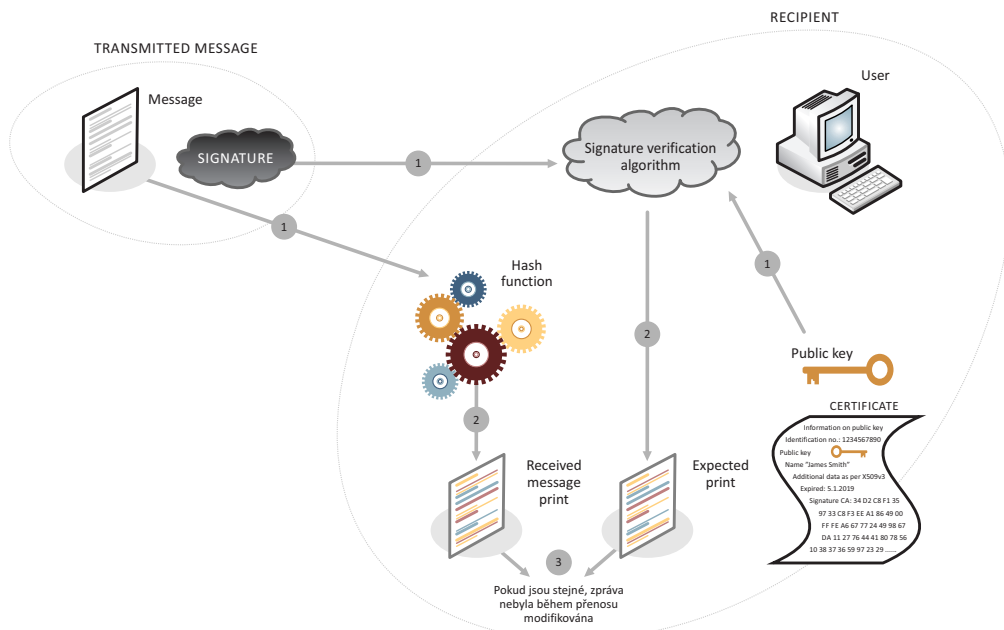 RECIPIENT
TRANSMITTED MESSAGE
Message
User
SIGNATURE
1
Signature verification
algorithm
1
1
Hash
function
2
Public key
2
CERTIFICATE
Information on public key
Identification no.: 1234567890
Public key
Name "James Smith"
Additional data as per X509v3
Expired: 5.1.2019
Signature CA: 34 D2 C8 F1 35
97 33 C8 F3 EE A1 86 49 00
FF FE A6 67 77 24 49 98 67
DA 11 27 76 44 41 80 78 56
10 38 37 36 59 97 23 29 ......
Received
message
print
Expected
print
3
Pokud jsou stejné, zpráva
nebyla během přenosu
modifikována